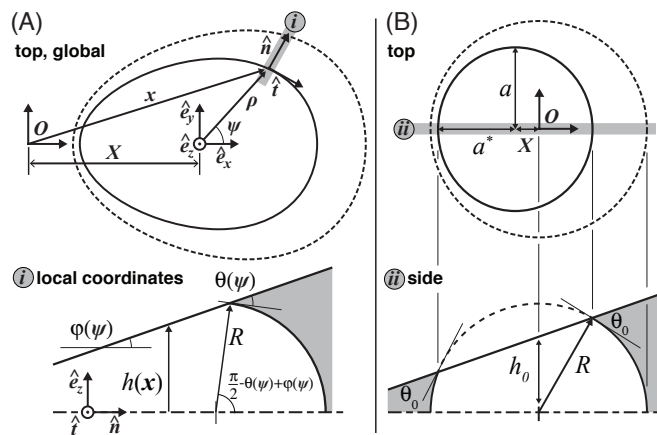 (A)
top, global
i
n̂
t̂
x
ρ
ê_y
ψ
O
ê_z
ê_x
X
i local coordinates
θ(ψ)
φ(ψ)
R
ê_z
h(x)
π/2-θ(ψ)+φ(ψ)
t̂
n̂
(B)
top
a
O
ii
a*
X
ii side
θ₀
h₀
R
θ₀